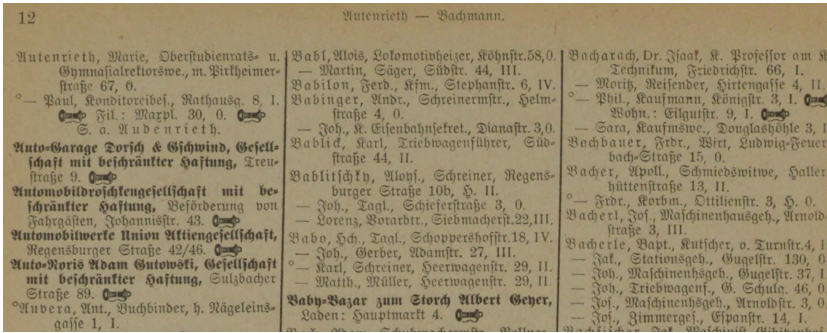 12
Autenrieth — Bachmann.
Autenrieth, Marie, Oberstudienrats- u.
Gymnasialrektorswe., m. Pirkheimer-
straße 67, 0.
°— Paul, Konditoreibes., Rathausg. 8, I.
Fil.: Marpl. 30, 0.
S. a. Audenrieth.
Auto-Garage Dorsch & Gschwind, Gesell-
schaft mit beschränkter Haftung, Treu-
straße 9.
Automobildroschkengesellschaft mit be-
schränkter Haftung, Beförderung von
Fahrgästen, Johannisstr. 43.
Automobilwerke Union Aktiengesellschaft,
Regensburger Straße 42/46.
Auto-Noris Adam Gutowski, Gesellschaft
mit beschränkter Haftung, Sulzbacher
Straße 89.
°Auvera, Ant., Buchbinder, h. Nägeleins-
gasse 1, I.
Babl, Alois, Lokomotivheizer, Köhnstr. 58, 0.
— Martin, Säger, Südstr. 44, III.
Babilon, Ferd., Kfm., Stephanstr. 6, IV.
Babinger, Andr., Schreinermstr., Helm-
straße 4, 0.
— Joh., K. Eisenbahnsekret., Dianastr. 3, 0.
Bablick, Karl, Triebwagenführer, Süd-
straße 44, II.
Bablitschky, Aloys, Schreiner, Regens-
burger Straße 10b, H. II.
— Joh., Tagl., Schieferstraße 3, 0.
— Lorenz, Vorarbtr., Siebmacherst. 22, III.
Babo, Hch., Tagl., Schoppershofstr. 18, IV.
— Joh., Gerber, Adamstr. 27, III.
°— Karl, Schreiner, Heerwagenstr. 29, II.
— Matth., Müller, Heerwagenstr. 29, II.
Baby-Bazar zum Storch Albert Geyer,
Laden: Hauptmarkt 4.
Bacharach, Dr. Isaak, K. Professor am K
Technikum, Friedrichstr. 66, I.
— Moritz, Reisender, Hirtengasse 4, II.
°— Phil., Kaufmann, Königstr. 3, I.
Wohn.: Eilgutstr. 9, I.
— Sara, Kaufmswe., Douglashöhle 3, I
Bachbauer, Frdr., Wirt, Ludwig-Feuer
bach-Straße 15, 0.
Bacher, Apoll., Schmiedswitwe, Haller
hüttenstraße 13, II.
°— Frdr., Korbm., Ottilienstr. 3, H. 0.
Bacherl, Jos., Maschinenhausgeh., Arnold
straße 3, III.
Bacherle, Bapt., Kutscher, o. Turnstr. 4, I
— Jak., Stationsgeh., Gugelstr. 130, 0
— Joh., Maschinenhsgeh., Gugelstr. 37, I
— Joh., Triebwagenf., G. Schulg. 46, 0
— Jos., Maschinenhsgeh., Arnoldstr. 3, 0
— Jos., Zimmerges., Espanstr. 14, I.